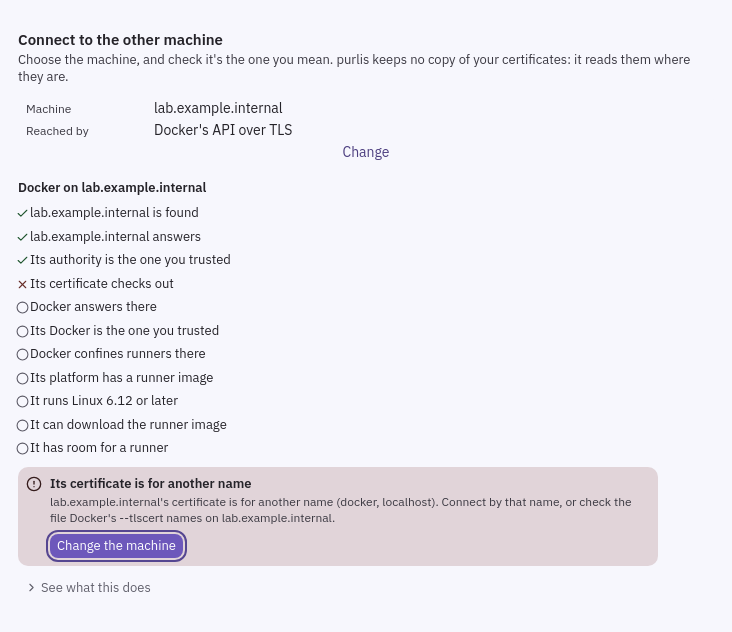 Connect to the other machine
Choose the machine, and check it's the one you mean. purlis keeps no copy of your certificates: it reads them where
they are.
Machine lab.example.internal
Reached by Docker's API over TLS
Change
Docker on lab.example.internal
lab.example.internal is found
lab.example.internal answers
Its authority is the one you trusted
Its certificate checks out
Docker answers there
Its Docker is the one you trusted
Docker confines runners there
Its platform has a runner image
It runs Linux 6.12 or later
It can download the runner image
It has room for a runner
Its certificate is for another name
lab.example.internal's certificate is for another name (docker, localhost). Connect by that name, or check the
file Docker's --tlscert names on lab.example.internal.
Change the machine
See what this does